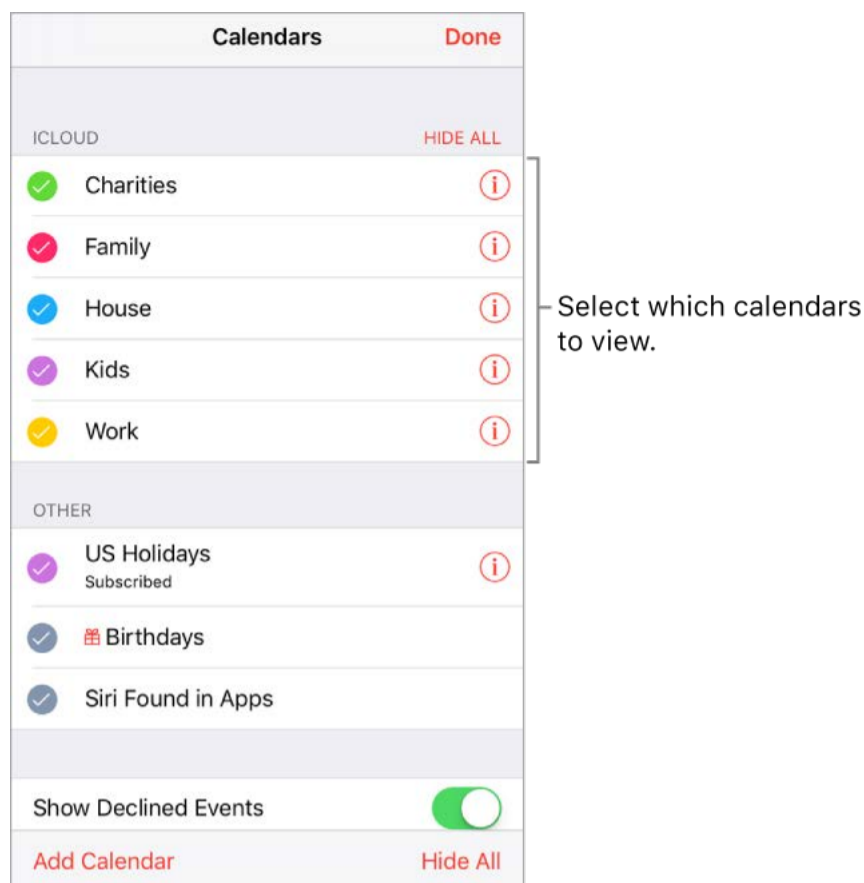 Calendars Done
ICLOUD HIDE ALL
Charities
Family
House
Kids
Work
Select which calendars
to view.
OTHER
US Holidays
Subscribed
Birthdays
Siri Found in Apps
Show Declined Events
Add Calendar Hide All